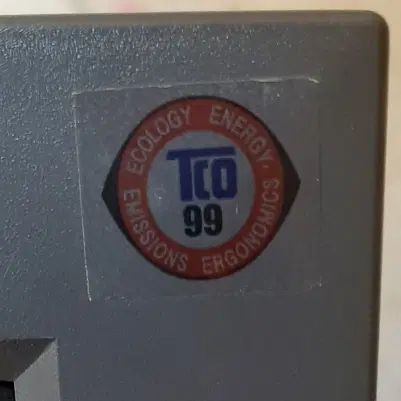 ECOLOGY ENERGY
TCO
99
EMISSIONS ERGONOMICS